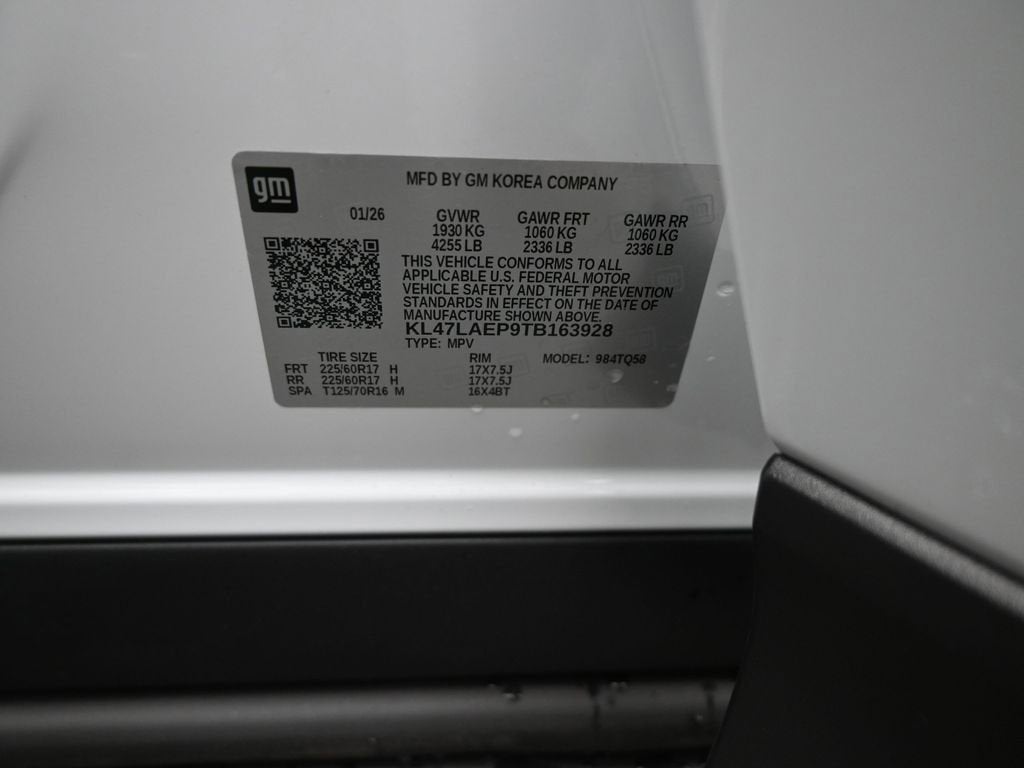 gm
MFD BY GM KOREA COMPANY
01/26 GVWR GAWR FRT GAWR RR
1930 KG 1060 KG 1060 KG
4255 LB 2336 LB 2336 LB
THIS VEHICLE CONFORMS TO ALL
APPLICABLE U.S. FEDERAL MOTOR
VEHICLE SAFETY AND THEFT PREVENTION
STANDARDS IN EFFECT ON THE DATE OF
MANUFACTURE SHOWN ABOVE.
KL47LAEP9TB163928
TYPE: MPV
TIRE SIZE RIM MODEL: 984TQ58
FRT 225/60R17 H 17X7.5J
RR 225/60R17 H 17X7.5J
SPA T125/70R16 M 16X4BT